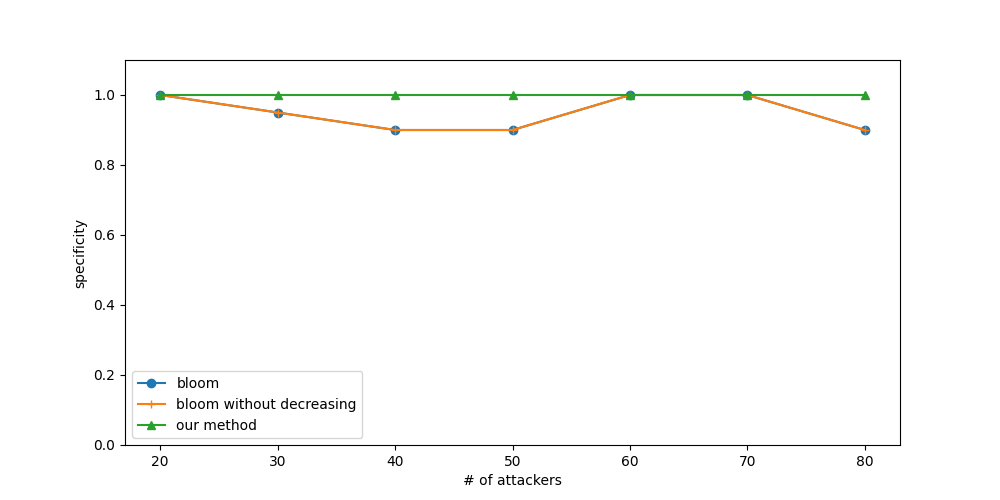 1.0
0.8
0.6
0.4
0.2
0.0
specificity
bloom
bloom without decreasing
our method
20 30 40 50 60 70 80
# of attackers